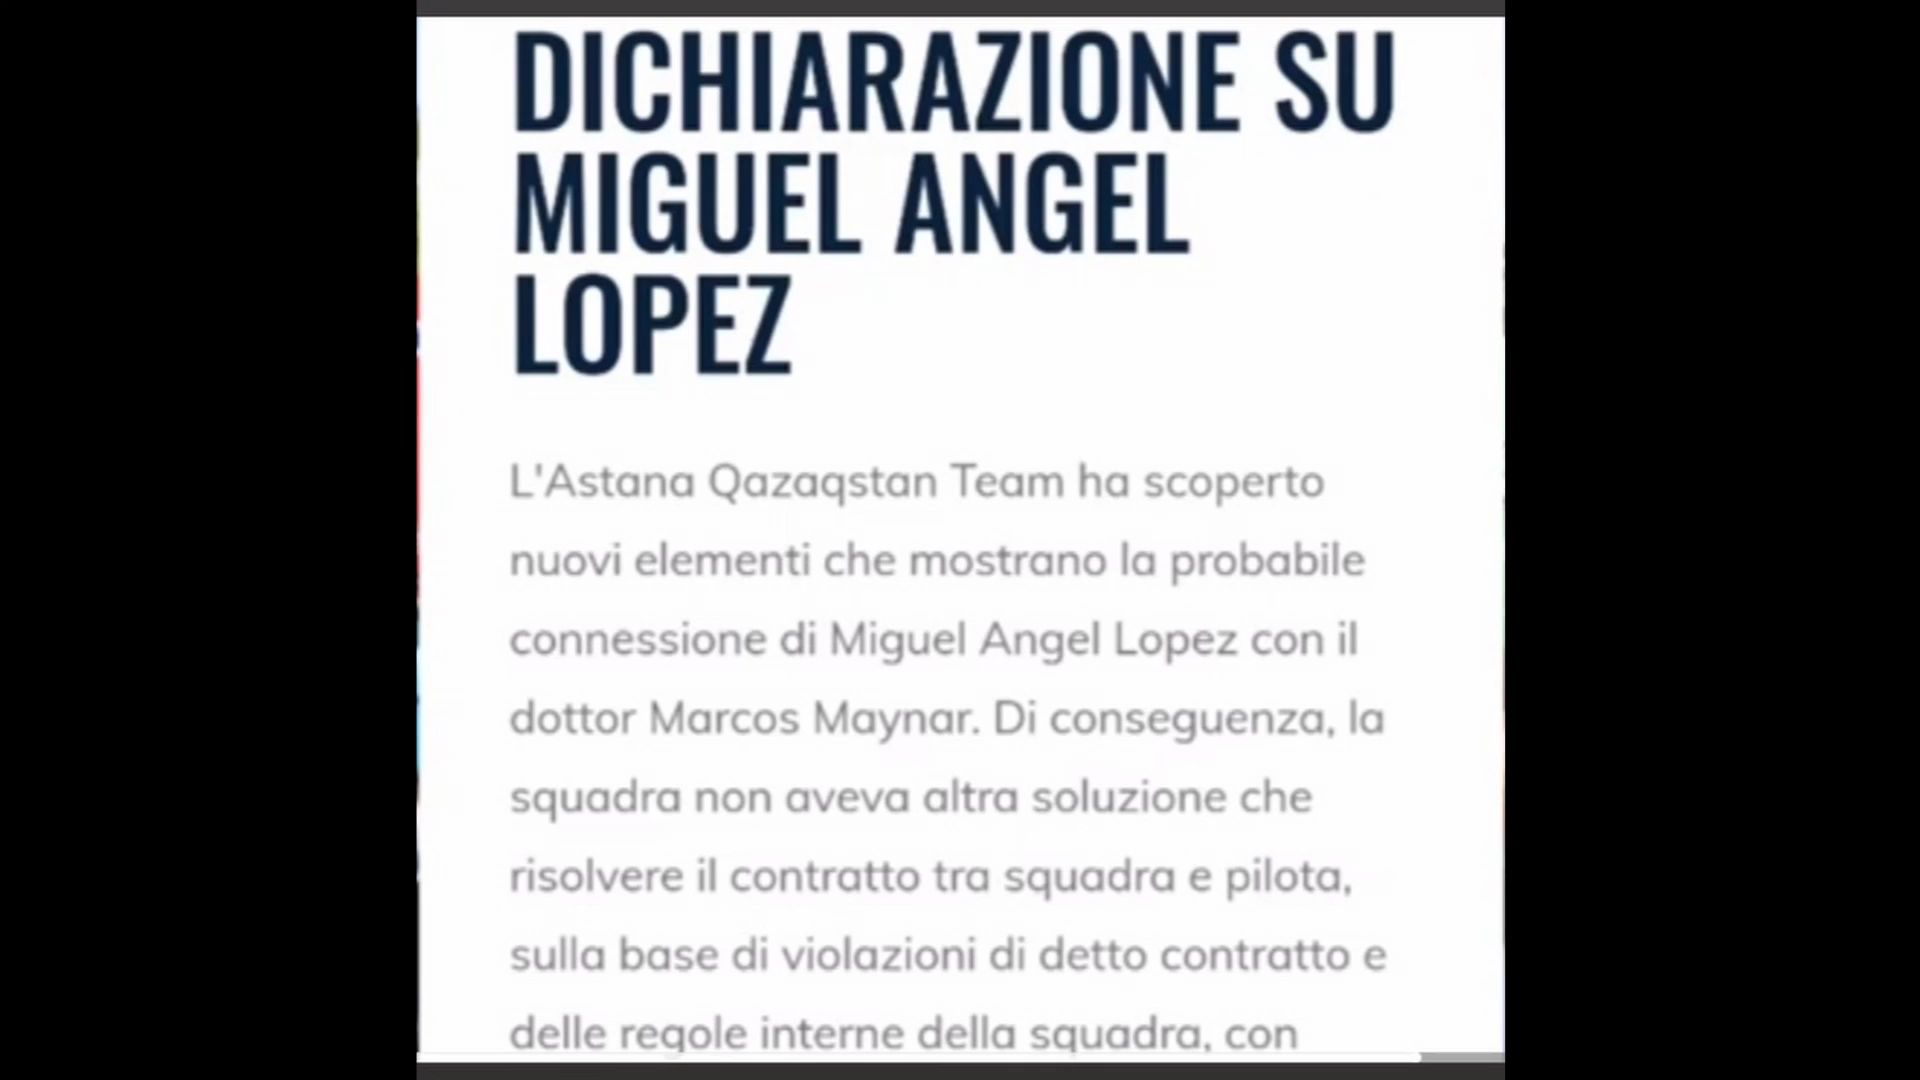 DICHIARAZIONE SU
MIGUEL ANGEL
LOPEZ
L'Astana Qazaqstan Team ha scoperto
nuovi elementi che mostrano la probabile
connessione di Miguel Angel Lopez con il
dottor Marcos Maynar. Di conseguenza, la
squadra non aveva altra soluzione che
risolvere il contratto tra squadra e pilota,
sulla base di violazioni di detto contratto e
delle regole interne della squadra, con